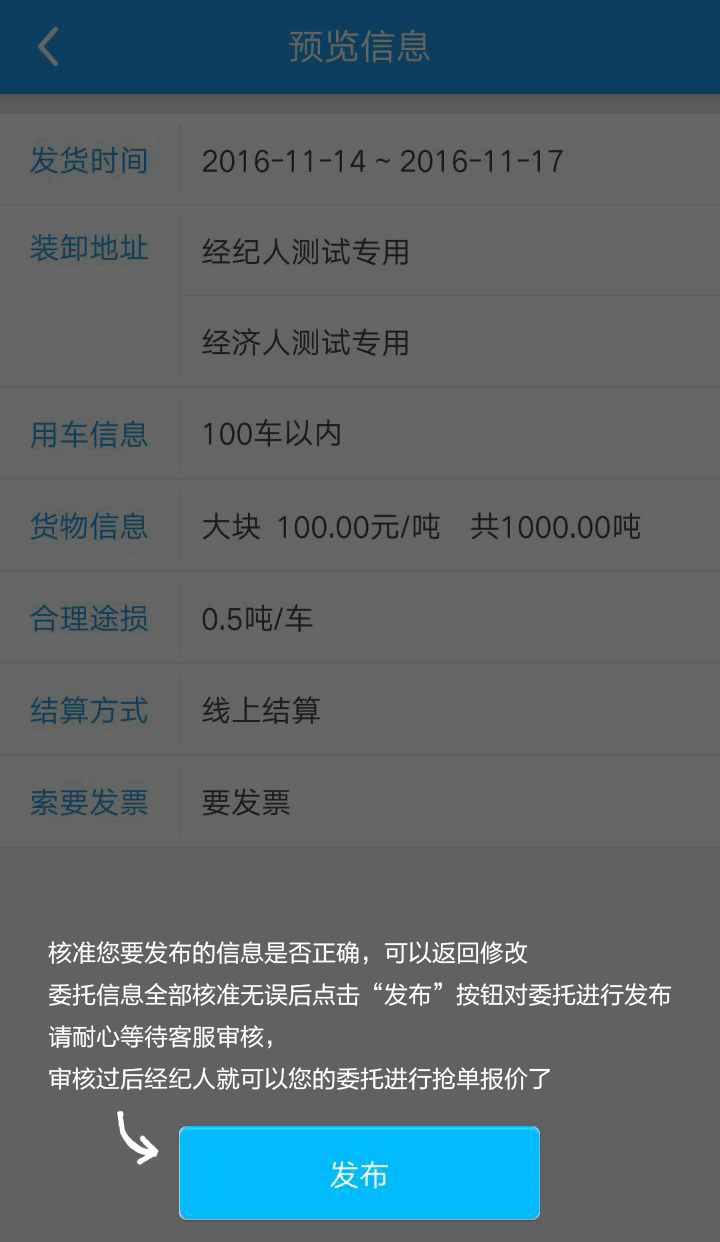 预览信息
发货时间 2016-11-14 ~ 2016-11-17
装卸地址 经纪人测试专用
经济人测试专用
用车信息 100车以内
货物信息 大块 100.00元/吨 共1000.00吨
合理途损 0.5吨/车
结算方式 线上结算
索要发票 要发票
核准您要发布的信息是否正确，可以返回修改
委托信息全部核准无误后点击“发布”按钮对委托进行发布
请耐心等待客服审核，
审核过后经纪人就可以您的委托进行抢单报价了
发布